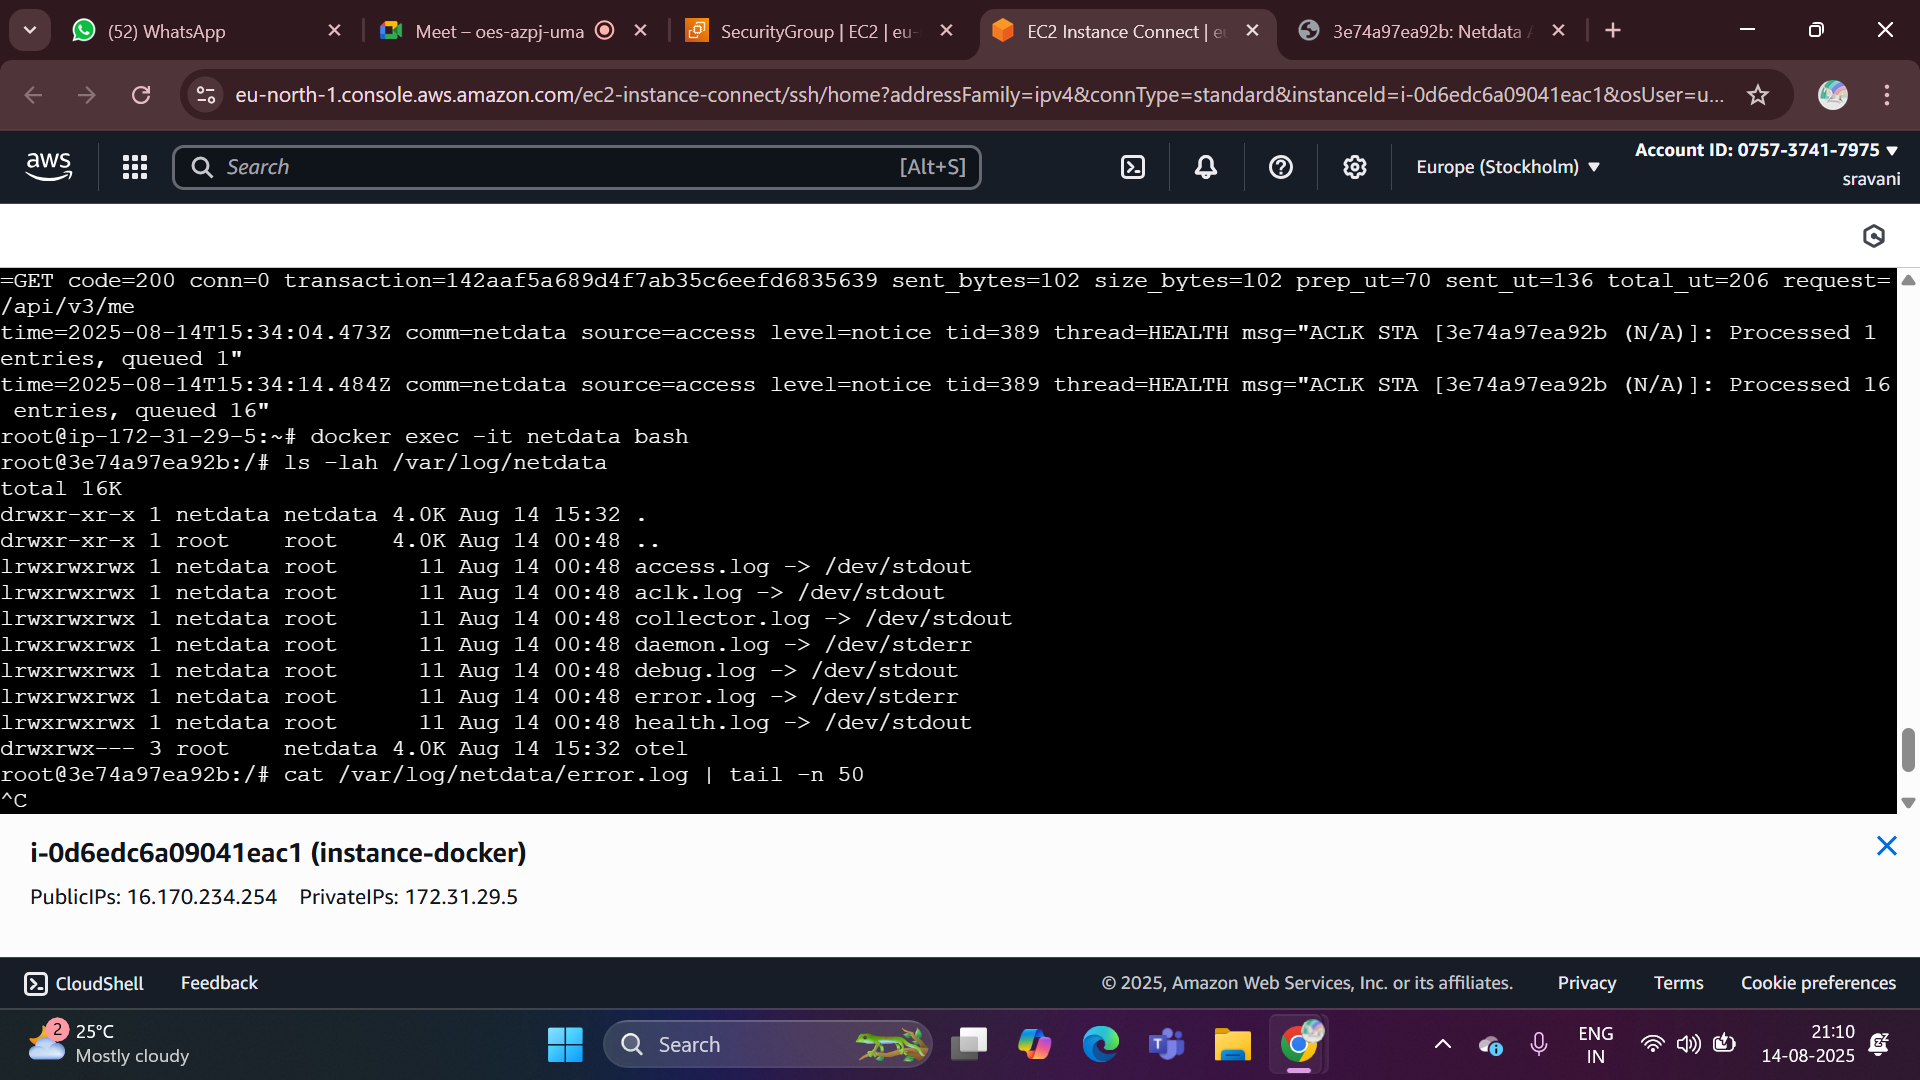 (52) WhatsApp
Meet – oes-azpj-uma
SecurityGroup | EC2 | eu-
EC2 Instance Connect | eu
3e74a97ea92b: Netdata A
eu-north-1.console.aws.amazon.com/ec2-instance-connect/ssh/home?addressFamily=ipv4&connType=standard&instanceId=i-0d6edc6a09041eac1&osUser=u...
aws
Search
[Alt+S]
Europe (Stockholm)
Account ID: 0757-3741-7975
sravani
=GET code=200 conn=0 transaction=142aaf5a689d4f7ab35c6eefd6835639 sent_bytes=102 size_bytes=102 prep_ut=70 sent_ut=136 total_ut=206 request=
/api/v3/me
time=2025-08-14T15:34:04.473Z comm=netdata source=access level=notice tid=389 thread=HEALTH msg="ACLK STA [3e74a97ea92b (N/A)]: Processed 1
entries, queued 1"
time=2025-08-14T15:34:14.484Z comm=netdata source=access level=notice tid=389 thread=HEALTH msg="ACLK STA [3e74a97ea92b (N/A)]: Processed 16
entries, queued 16"
root@ip-172-31-29-5:~# docker exec -it netdata bash
root@3e74a97ea92b:/# ls -lah /var/log/netdata
total 16K
drwxr-xr-x 1 netdata netdata 4.0K Aug 14 15:32 .
drwxr-xr-x 1 root    root    4.0K Aug 14 00:48 ..
lrwxrwxrwx 1 netdata root      11 Aug 14 00:48 access.log -> /dev/stdout
lrwxrwxrwx 1 netdata root      11 Aug 14 00:48 aclk.log -> /dev/stdout
lrwxrwxrwx 1 netdata root      11 Aug 14 00:48 collector.log -> /dev/stdout
lrwxrwxrwx 1 netdata root      11 Aug 14 00:48 daemon.log -> /dev/stderr
lrwxrwxrwx 1 netdata root      11 Aug 14 00:48 debug.log -> /dev/stdout
lrwxrwxrwx 1 netdata root      11 Aug 14 00:48 error.log -> /dev/stderr
lrwxrwxrwx 1 netdata root      11 Aug 14 00:48 health.log -> /dev/stdout
drwxrwx--- 3 root    netdata 4.0K Aug 14 15:32 otel
root@3e74a97ea92b:/# cat /var/log/netdata/error.log | tail -n 50
^C
i-0d6edc6a09041eac1 (instance-docker)
PublicIPs: 16.170.234.254 PrivateIPs: 172.31.29.5
CloudShell
Feedback
© 2025, Amazon Web Services, Inc. or its affiliates.
Privacy
Terms
Cookie preferences
2
25°C
Mostly cloudy
Search
ENG
IN
21:10
14-08-2025